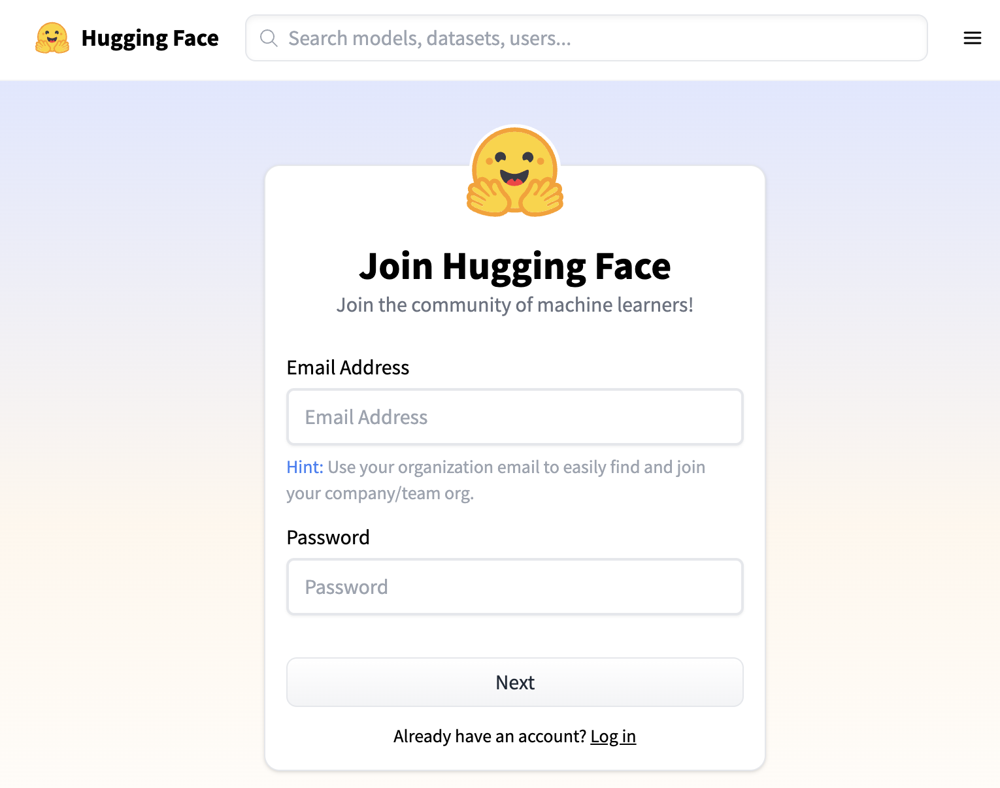 Hugging Face
Search models, datasets, users...
Join Hugging Face
Join the community of machine learners!
Email Address
Email Address
Hint: Use your organization email to easily find and join
your company/team org.
Password
Password
Next
Already have an account? Log in